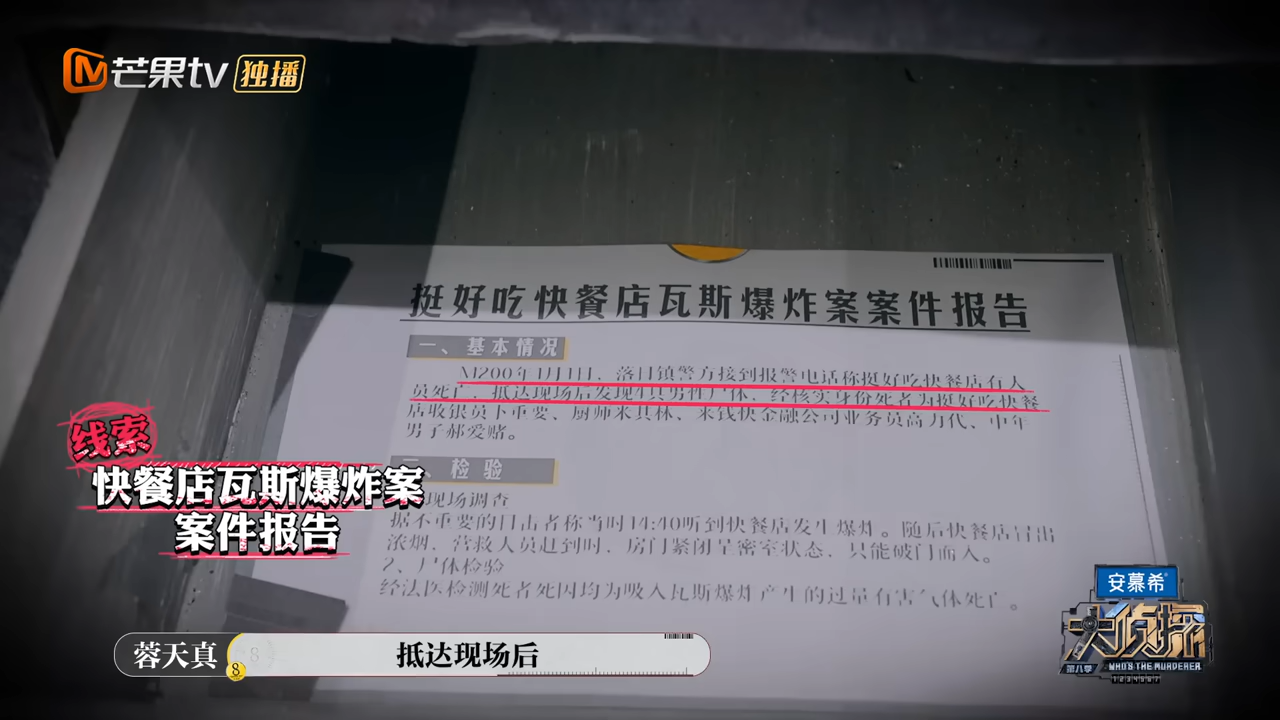 芒果tv 独播
挺好吃快餐店瓦斯爆炸案案件报告
一、基本情况
M200年1月1日，落日镇警方接到报警电话称挺好吃快餐店有人
员死亡，抵达现场后发现4具男性尸体，经核实身份死者为挺好吃快餐
店收银员卞重要、厨师米其林、来钱快金融公司业务员高力代、中年
男子郝爱赌。
二、检验
现场调查
据不重要的目击者称当时14:40听到快餐店发生爆炸。随后快餐店冒出
浓烟，营救人员赶到时，房门紧闭呈密室状态，只能破门而入。
2、尸体检验
经法医检测死者死因均为吸入瓦斯爆炸产生的过量有害气体死亡。
线索
快餐店瓦斯爆炸案
案件报告
蓉天真
8
抵达现场后
安慕希
大侦探
第八季 WHO'S THE MURDERER
1234567